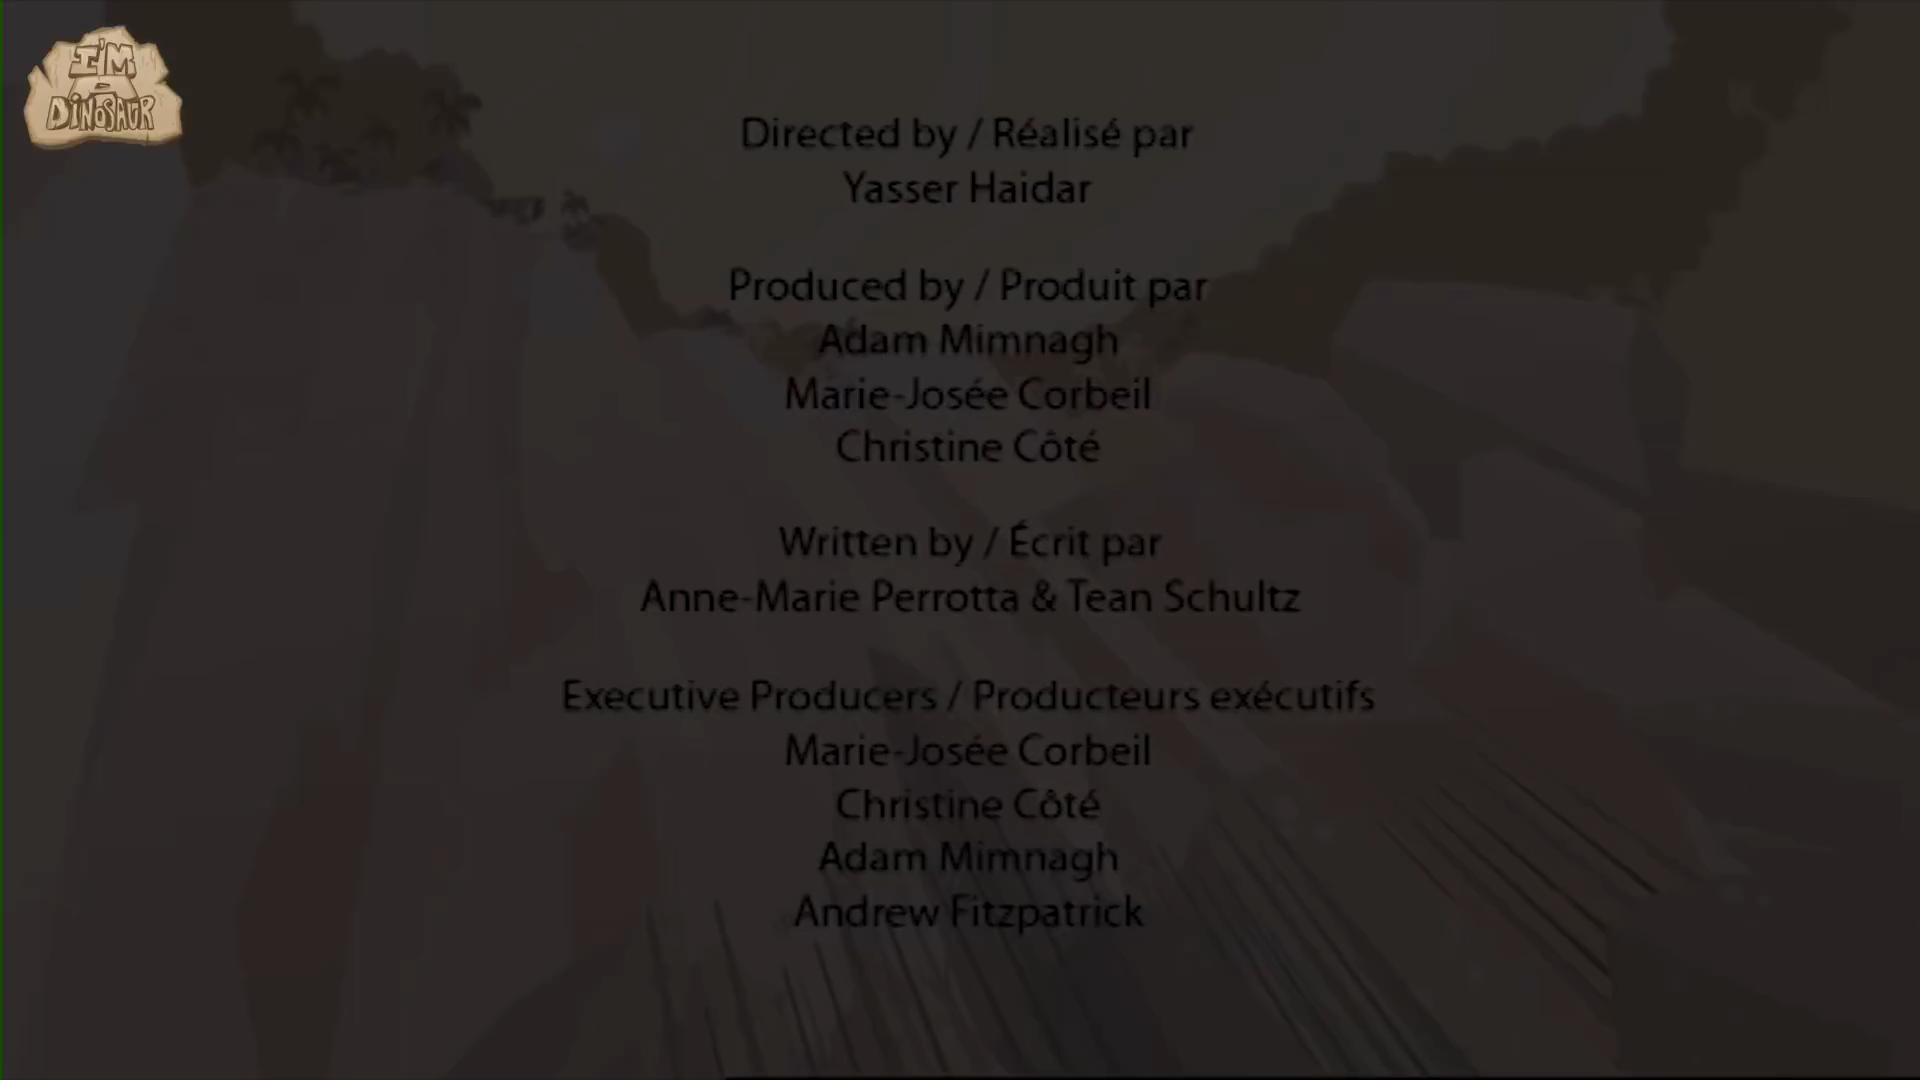 I'M
A
DINOSAUR
Directed by / Réalisé par
Yasser Haidar
Produced by / Produit par
Adam Mimnagh
Marie-Josée Corbeil
Christine Côté
Written by / Écrit par
Anne-Marie Perrotta & Tean Schultz
Executive Producers / Producteurs exécutifs
Marie-Josée Corbeil
Christine Côté
Adam Mimnagh
Andrew Fitzpatrick